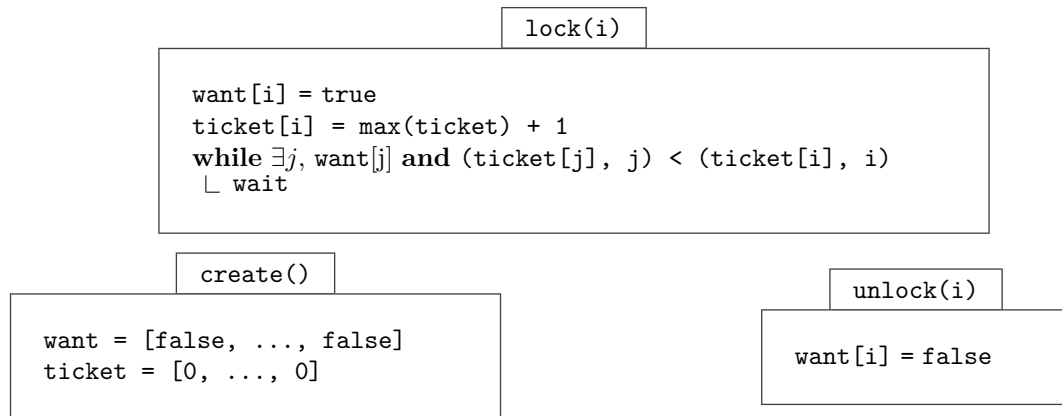 lock(i)
want[i] = true
ticket[i] = max(ticket) + 1
while ∃j, want[j] and (ticket[j], j) < (ticket[i], i)
wait
create()
want = [false, ..., false]
ticket = [0, ..., 0]
unlock(i)
want[i] = false